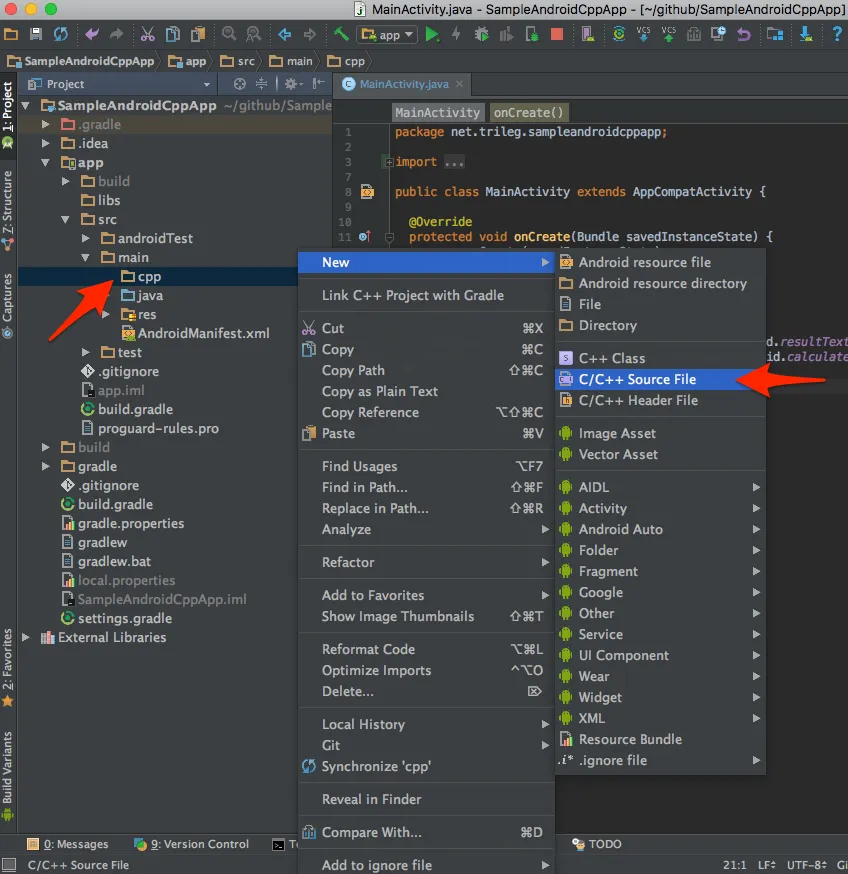 MainActivity.java - SampleAndroidCppApp - [~/github/SampleAndroidCppApp]
app
VCS VCS
SampleAndroidCppApp app src main cpp
Project
MainActivity.java
1: Project
Z: Structure
Captures
2: Favorites
Build Variants
SampleAndroidCppApp ~/github/Sample
.gradle
.idea
app
build
libs
src
androidTest
main
cpp
java
res
AndroidManifest.xml
test
.gitignore
app.iml
build.gradle
proguard-rules.pro
build
gradle
.gitignore
build.gradle
gradle.properties
gradlew
gradlew.bat
local.properties
SampleAndroidCppApp.iml
settings.gradle
External Libraries
MainActivity onCreate()
1 package net.trileg.sampleandroidcppapp;
2
3 import ...
7
8 public class MainActivity extends AppCompatActivity {
9
10 @Override
11 protected void onCreate(Bundle savedInstanceState) {
d.resultText
id.calculate
New
Link C++ Project with Gradle
Cut ⌘X
Copy ⌘C
Copy Path ⇧⌘C
Copy as Plain Text
Copy Reference ⌥⇧⌘C
Paste ⌘V
Find Usages ⌥F7
Find in Path... ⇧⌘F
Replace in Path... ⇧⌘R
Analyze
Refactor
Add to Favorites
Show Image Thumbnails ⇧⌘T
Reformat Code ⌥⌘L
Optimize Imports ^⌥O
Delete... ⌦
Local History
Git
Synchronize 'cpp'
Reveal in Finder
Compare With... ⌘D
Add to ignore file
Android resource file
Android resource directory
File
Directory
C++ Class
C/C++ Source File
C/C++ Header File
Image Asset
Vector Asset
AIDL
Activity
Android Auto
Folder
Fragment
Google
Other
Service
UI Component
Wear
Widget
XML
Resource Bundle
.i* .ignore file
0: Messages 9: Version Control TODO
C/C++ Source File 21:1 LF UTF-8